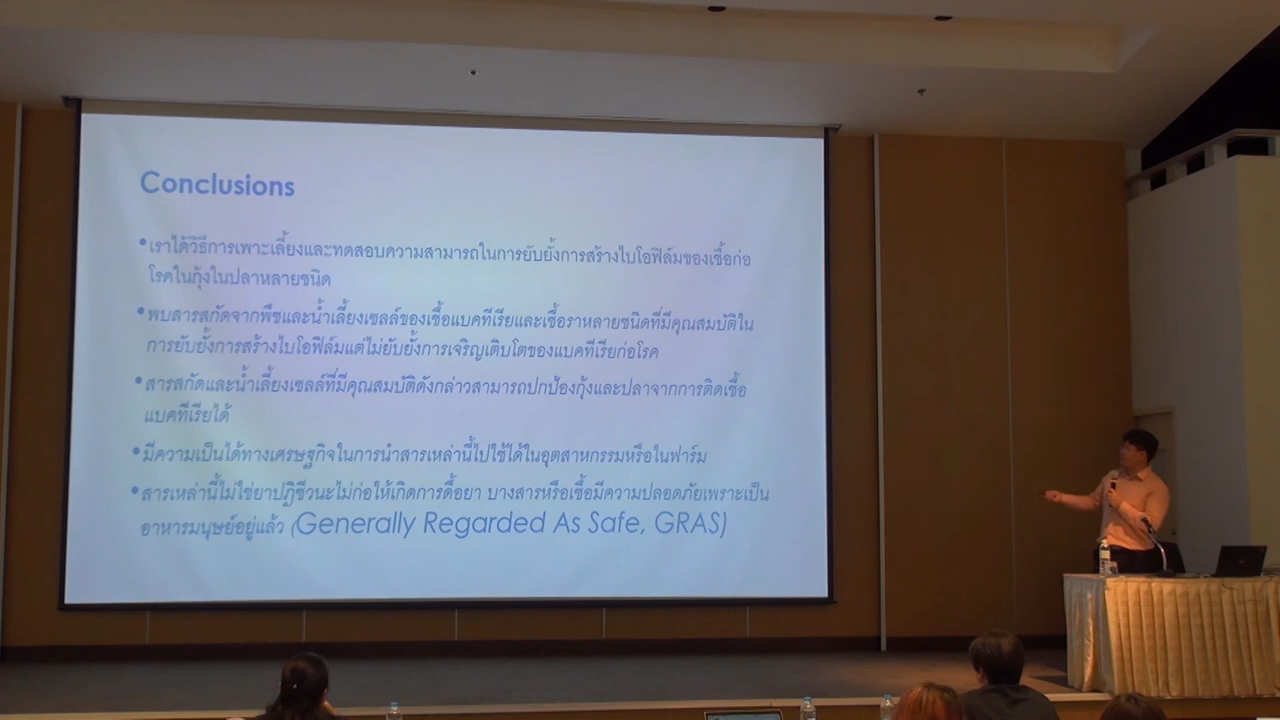 Conclusions
•เราได้วิธีการเพาะเลี้ยงและทดสอบความสามารถในการยับยั้งการสร้างไบโอฟิล์มของเชื้อก่อ
โรคในกุ้งในปลาหลายชนิด
•พบสารสกัดจากพืชและน้ำเลี้ยงเซลล์ของเชื้อแบคทีเรียและเชื้อราหลายชนิดที่มีคุณสมบัติใน
การยับยั้งการสร้างไบโอฟิล์มแต่ไม่ยับยั้งการเจริญเติบโตของแบคทีเรียก่อโรค
•สารสกัดและน้ำเลี้ยงเซลล์ที่มีคุณสมบัติดังกล่าวสามารถปกป้องกุ้งและปลาจากการติดเชื้อ
แบคทีเรียได้
•มีความเป็นได้ทางเศรษฐกิจในการนำสารเหล่านี้ไปใช้ได้ในอุตสาหกรรมหรือในฟาร์ม
•สารเหล่านี้ไม่ใช่ยาปฏิชีวนะไม่ก่อให้เกิดการดื้อยา บางสารหรือเชื้อมีความปลอดภัยเพราะเป็น
อาหารมนุษย์อยู่แล้ว (Generally Regarded As Safe, GRAS)